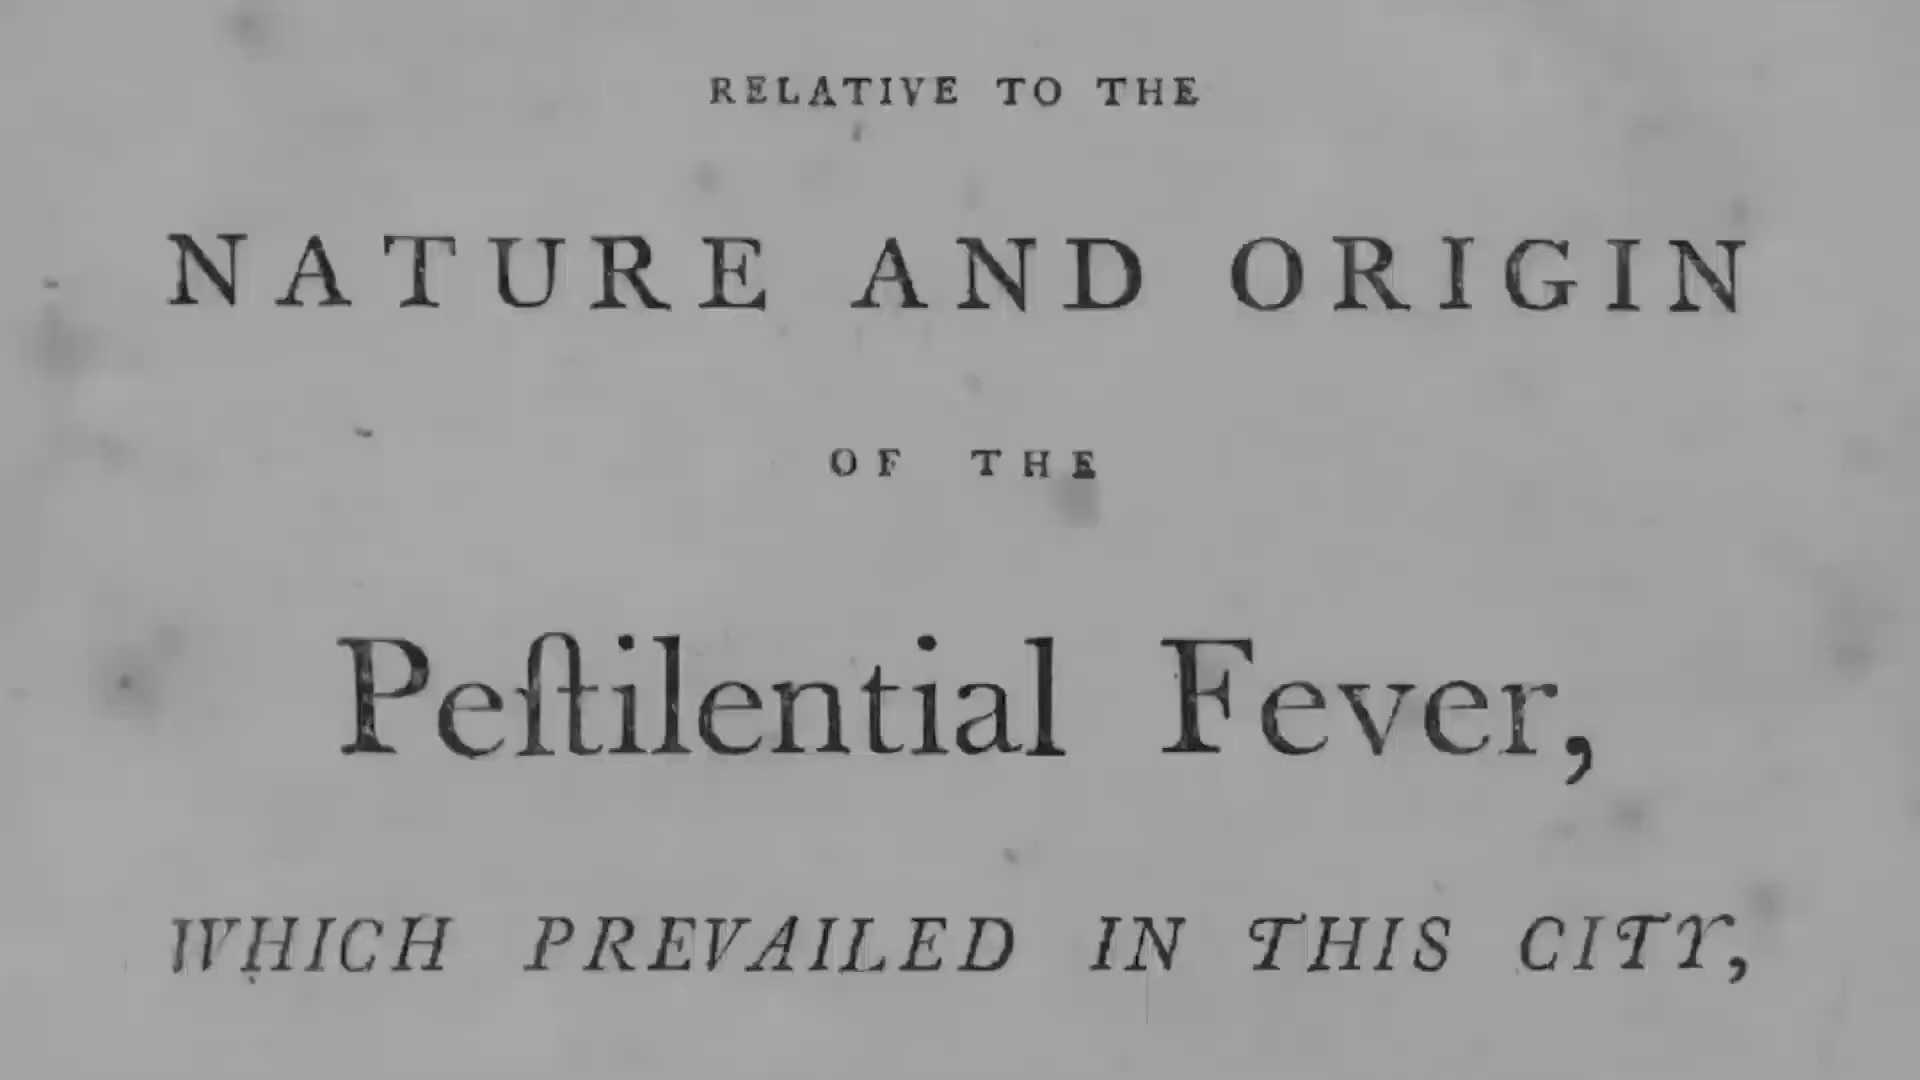 RELATIVE TO THE
NATURE AND ORIGIN
OF THE
Peſtilential Fever,
WHICH PREVAILED IN THIS CITY,